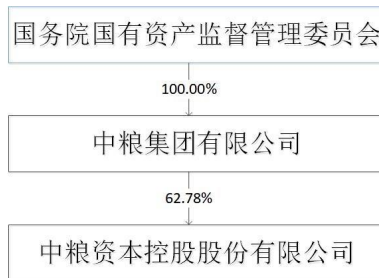 国务院国有资产监督管理委员会
100.00%
中粮集团有限公司
62.78%
中粮资本控股股份有限公司